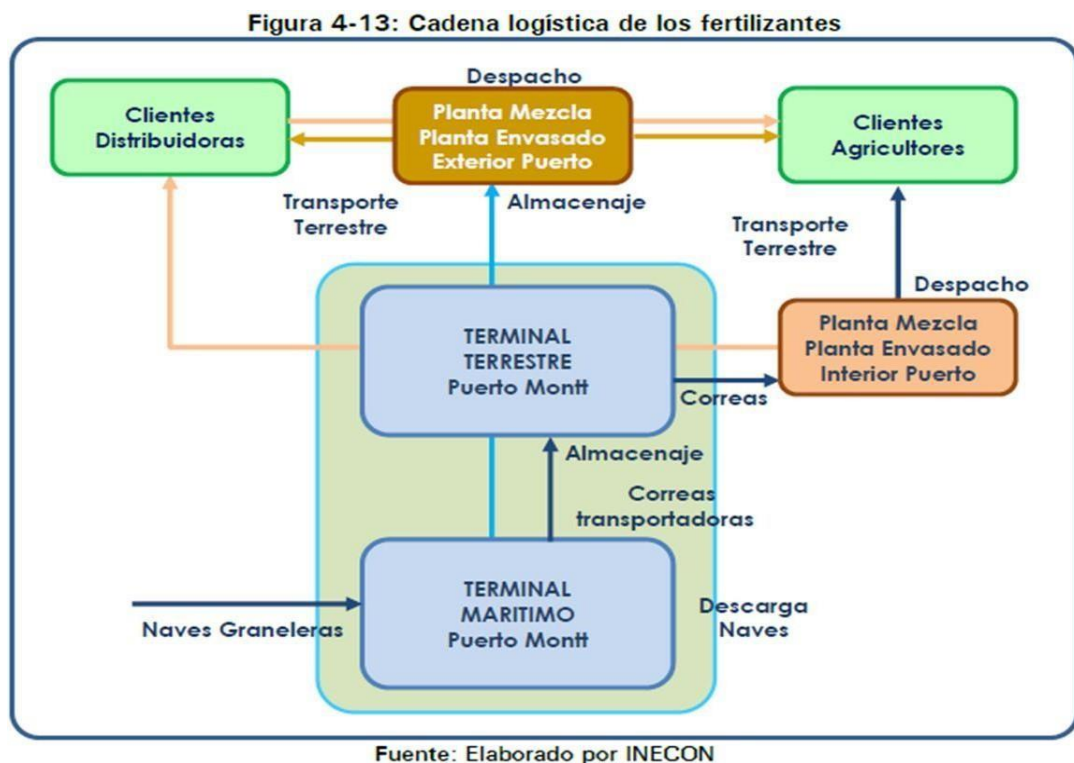 Figura 4-13: Cadena logística de los fertilizantes
Despacho
Clientes
Distribuidoras
Planta Mezcla
Planta Envasado
Exterior Puerto
Clientes
Agricultores
Transporte
Terrestre
Almacenaje
Transporte
Terrestre
Despacho
TERMINAL
TERRESTRE
Puerto Montt
Planta Mezcla
Planta Envasado
Interior Puerto
Correas
Almacenaje
Correas
transportadoras
TERMINAL
MARITIMO
Puerto Montt
Naves Graneleras
Descarga
Naves
Fuente: Elaborado por INECON